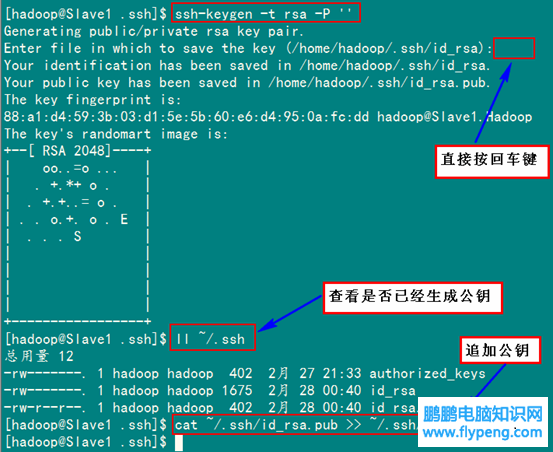 [hadoop@Slave1 .ssh]$ ssh-keygen -t rsa -P ''
Generating public/private rsa key pair.
Enter file in which to save the key (/home/hadoop/.ssh/id_rsa):
Your identification has been saved in /home/hadoop/.ssh/id_rsa.
Your public key has been saved in /home/hadoop/.ssh/id_rsa.pub.
The key fingerprint is:
88:a1:d4:59:3b:03:d1:5e:5b:60:e6:d4:95:0a:fc:dd hadoop@Slave1.Hadoop
The key's randomart image is:
+--[ RSA 2048]----+
|    oo..=o ...   |
|   . +.*+ o .    |
|  . +.+..= o .   |
| . . o.+. o . E  |
|  . . . S        |
|                 |
|                 |
|                 |
|                 |
+-----------------+
直接按回车键
查看是否已经生成公钥
[hadoop@Slave1 .ssh]$ ll ~/.ssh
总用量 12
追加公钥
-rw-------. 1 hadoop hadoop  402  2月 27 21:33 authorized_keys
-rw-------. 1 hadoop hadoop 1675  2月 28 00:40 id_rsa
-rw-r--r--. 1 hadoop hadoop  402  2月 28 00:40 id_rsa
[hadoop@Slave1 .ssh]$ cat ~/.ssh/id_rsa.pub >> ~/.ssh/
[hadoop@Slave1 .ssh]$
鹏鹏电脑知识网
www.flypeng.com